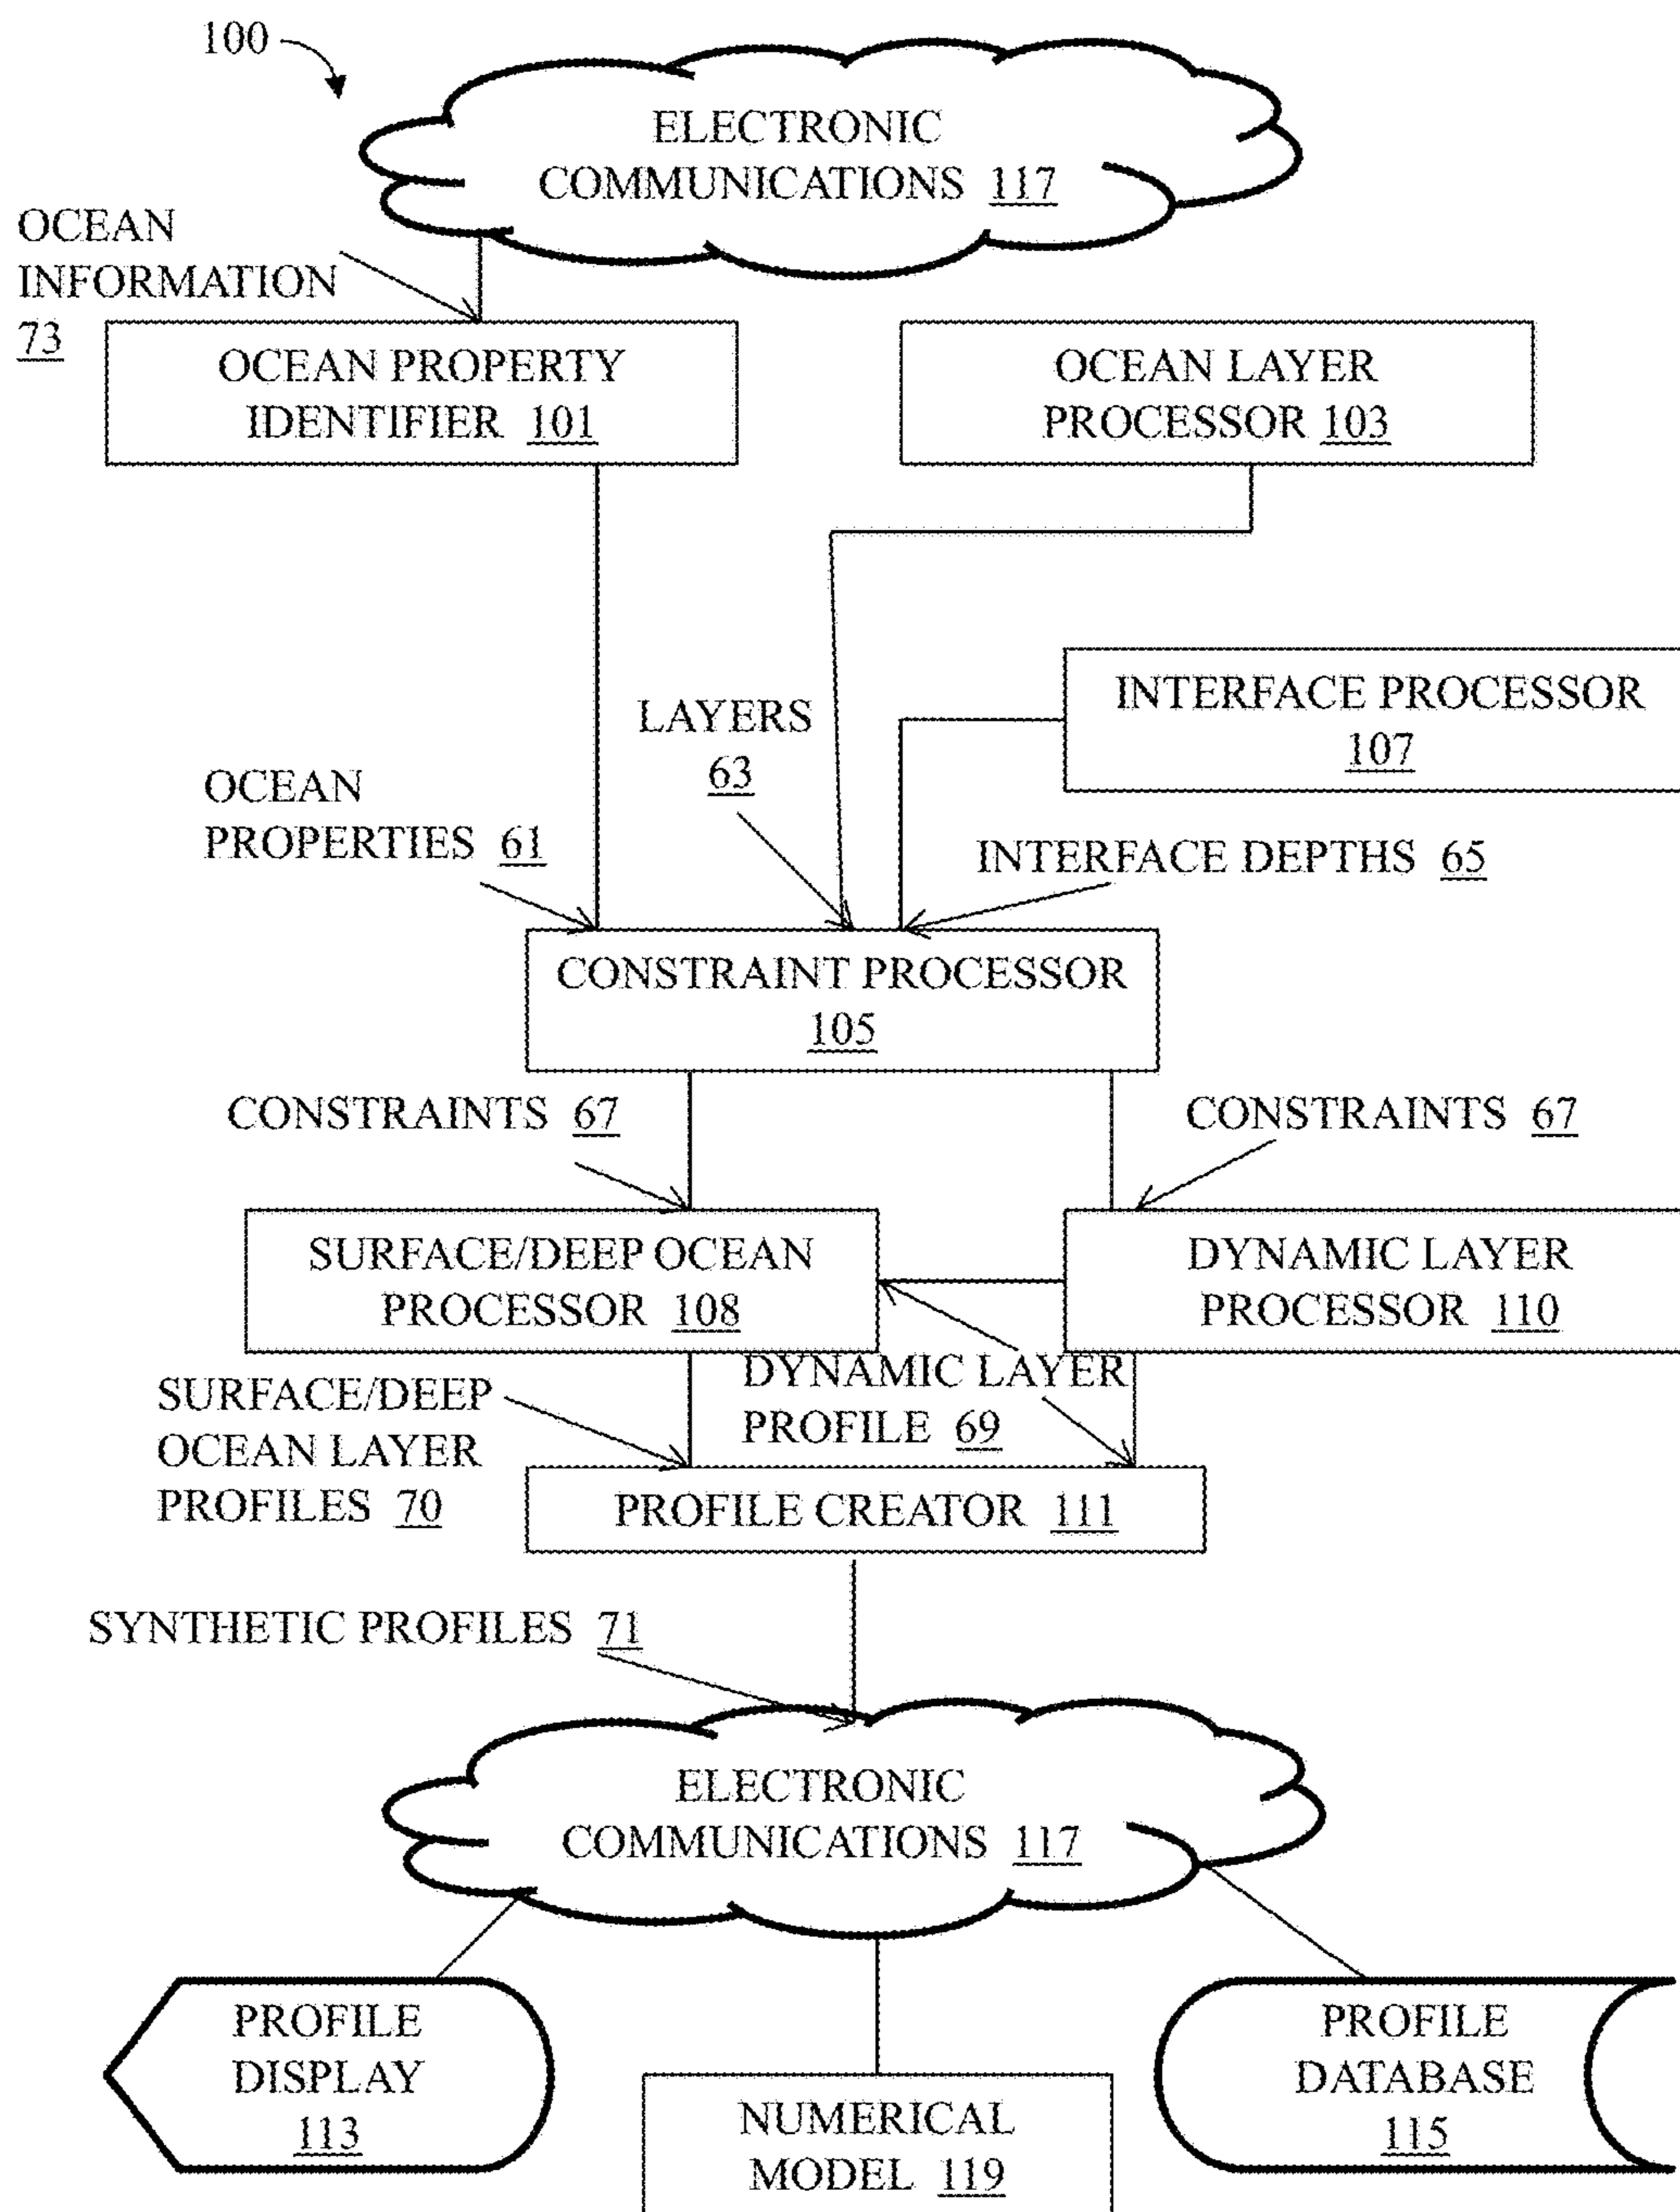 100
ELECTRONIC
COMMUNICATIONS 117
OCEAN
INFORMATION
73
OCEAN PROPERTY
IDENTIFIER 101
OCEAN LAYER
PROCESSOR 103
INTERFACE PROCESSOR
107
LAYERS
63
OCEAN
PROPERTIES 61
INTERFACE DEPTHS 65
CONSTRAINT PROCESSOR
105
CONSTRAINTS 67
CONSTRAINTS 67
SURFACE/DEEP OCEAN
PROCESSOR 108
DYNAMIC LAYER
PROCESSOR 110
SURFACE/DEEP
OCEAN LAYER
PROFILES 70
DYNAMIC LAYER
PROFILE 69
PROFILE CREATOR 111
SYNTHETIC PROFILES 71
ELECTRONIC
COMMUNICATIONS 117
PROFILE
DISPLAY
113
NUMERICAL
MODEL 119
PROFILE
DATABASE
115